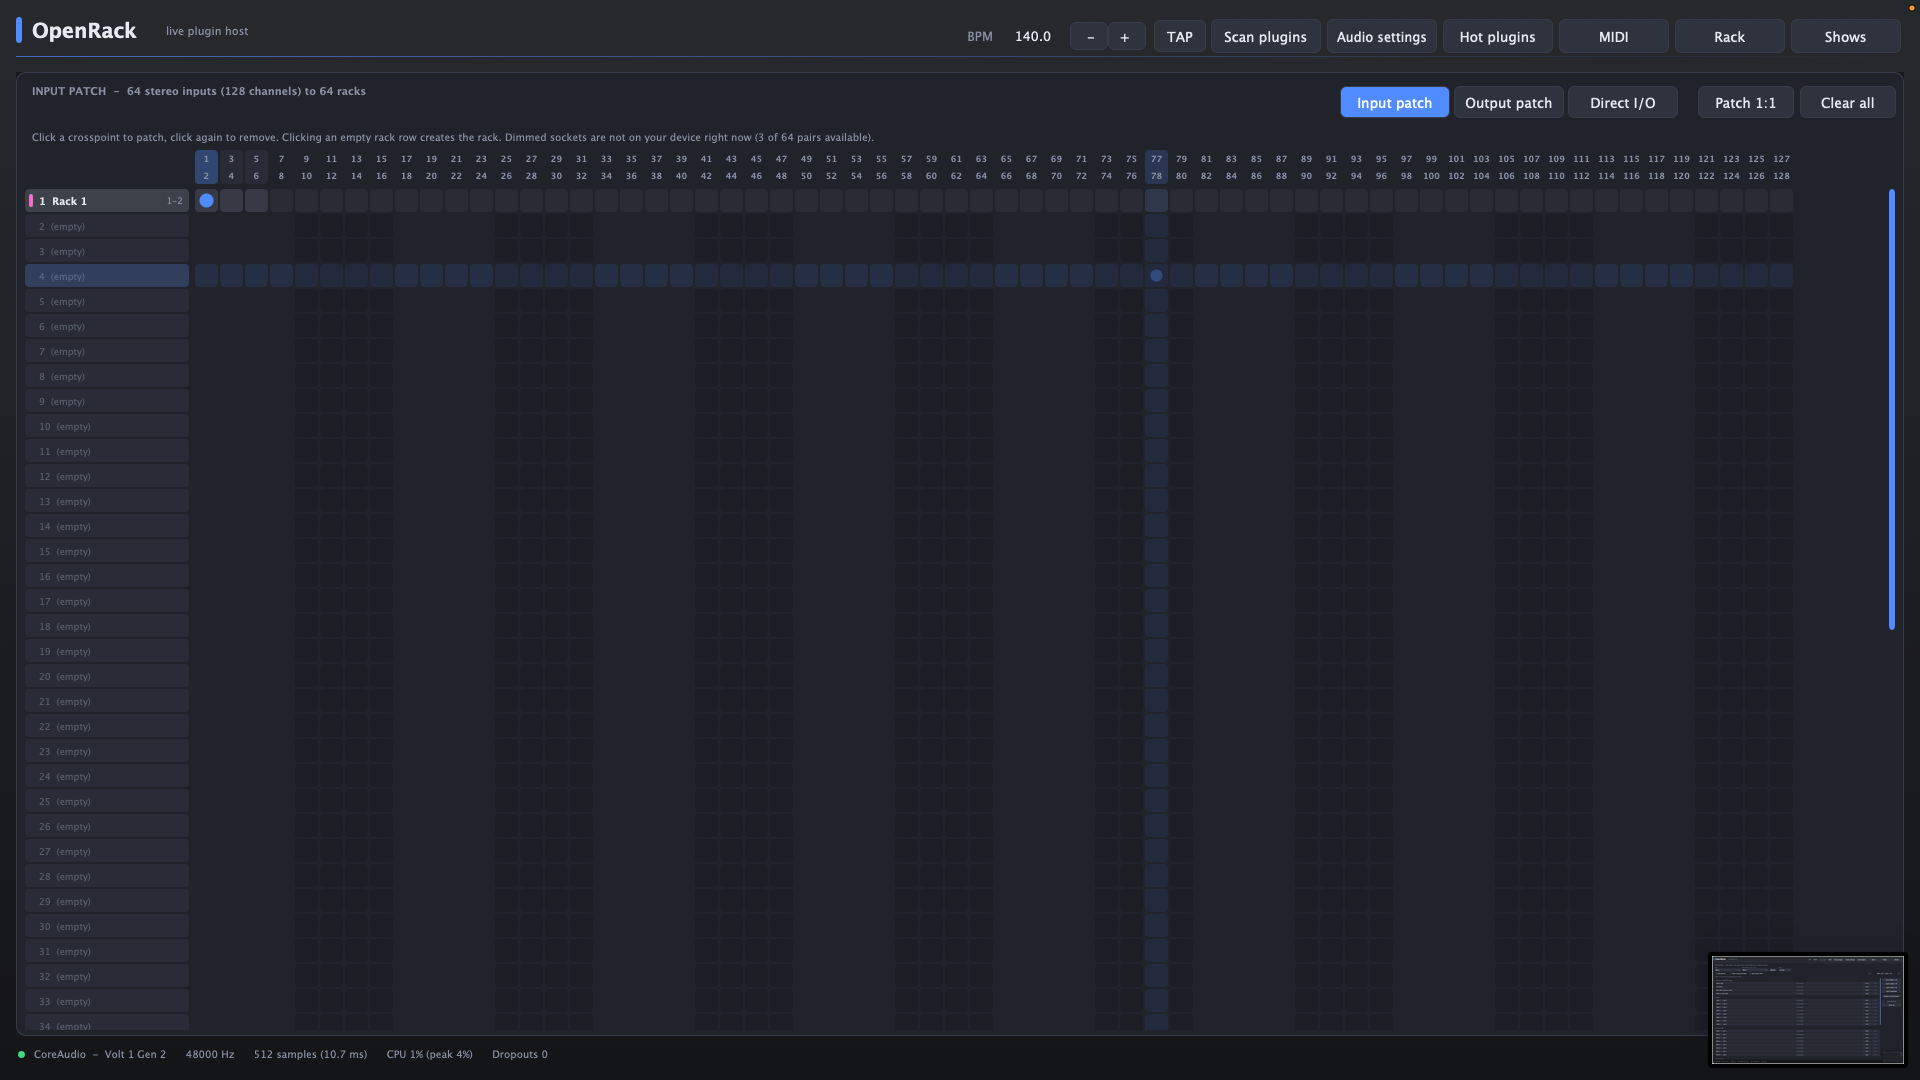 OpenRack live plugin host BPM 140.0 - + TAP Scan plugins Audio settings Hot plugins MIDI Rack Shows
INPUT PATCH – 64 stereo inputs (128 channels) to 64 racks
Input patch Output patch Direct I/O Patch 1:1 Clear all
Click a crosspoint to patch, click again to remove. Clicking an empty rack row creates the rack. Dimmed sockets are not on your device right now (3 of 64 pairs available).
1 3 5 7 9 11 13 15 17 19 21 23 25 27 29 31 33 35 37 39 41 43 45 47 49 51 53 55 57 59 61 63 65 67 69 71 73 75 77 79 81 83 85 87 89 91 93 95 97 99 101 103 105 107 109 111 113 115 117 119 121 123 125 127
2 4 6 8 10 12 14 16 18 20 22 24 26 28 30 32 34 36 38 40 42 44 46 48 50 52 54 56 58 60 62 64 66 68 70 72 74 76 78 80 82 84 86 88 90 92 94 96 98 100 102 104 106 108 110 112 114 116 118 120 122 124 126 128
1 Rack 1 1-2
2 (empty)
3 (empty)
4 (empty)
5 (empty)
6 (empty)
7 (empty)
8 (empty)
9 (empty)
10 (empty)
11 (empty)
12 (empty)
13 (empty)
14 (empty)
15 (empty)
16 (empty)
17 (empty)
18 (empty)
19 (empty)
20 (empty)
21 (empty)
22 (empty)
23 (empty)
24 (empty)
25 (empty)
26 (empty)
27 (empty)
28 (empty)
29 (empty)
30 (empty)
31 (empty)
32 (empty)
33 (empty)
34 (empty)
CoreAudio – Volt 1 Gen 2 48000 Hz 512 samples (10.7 ms) CPU 1% (peak 4%) Dropouts 0